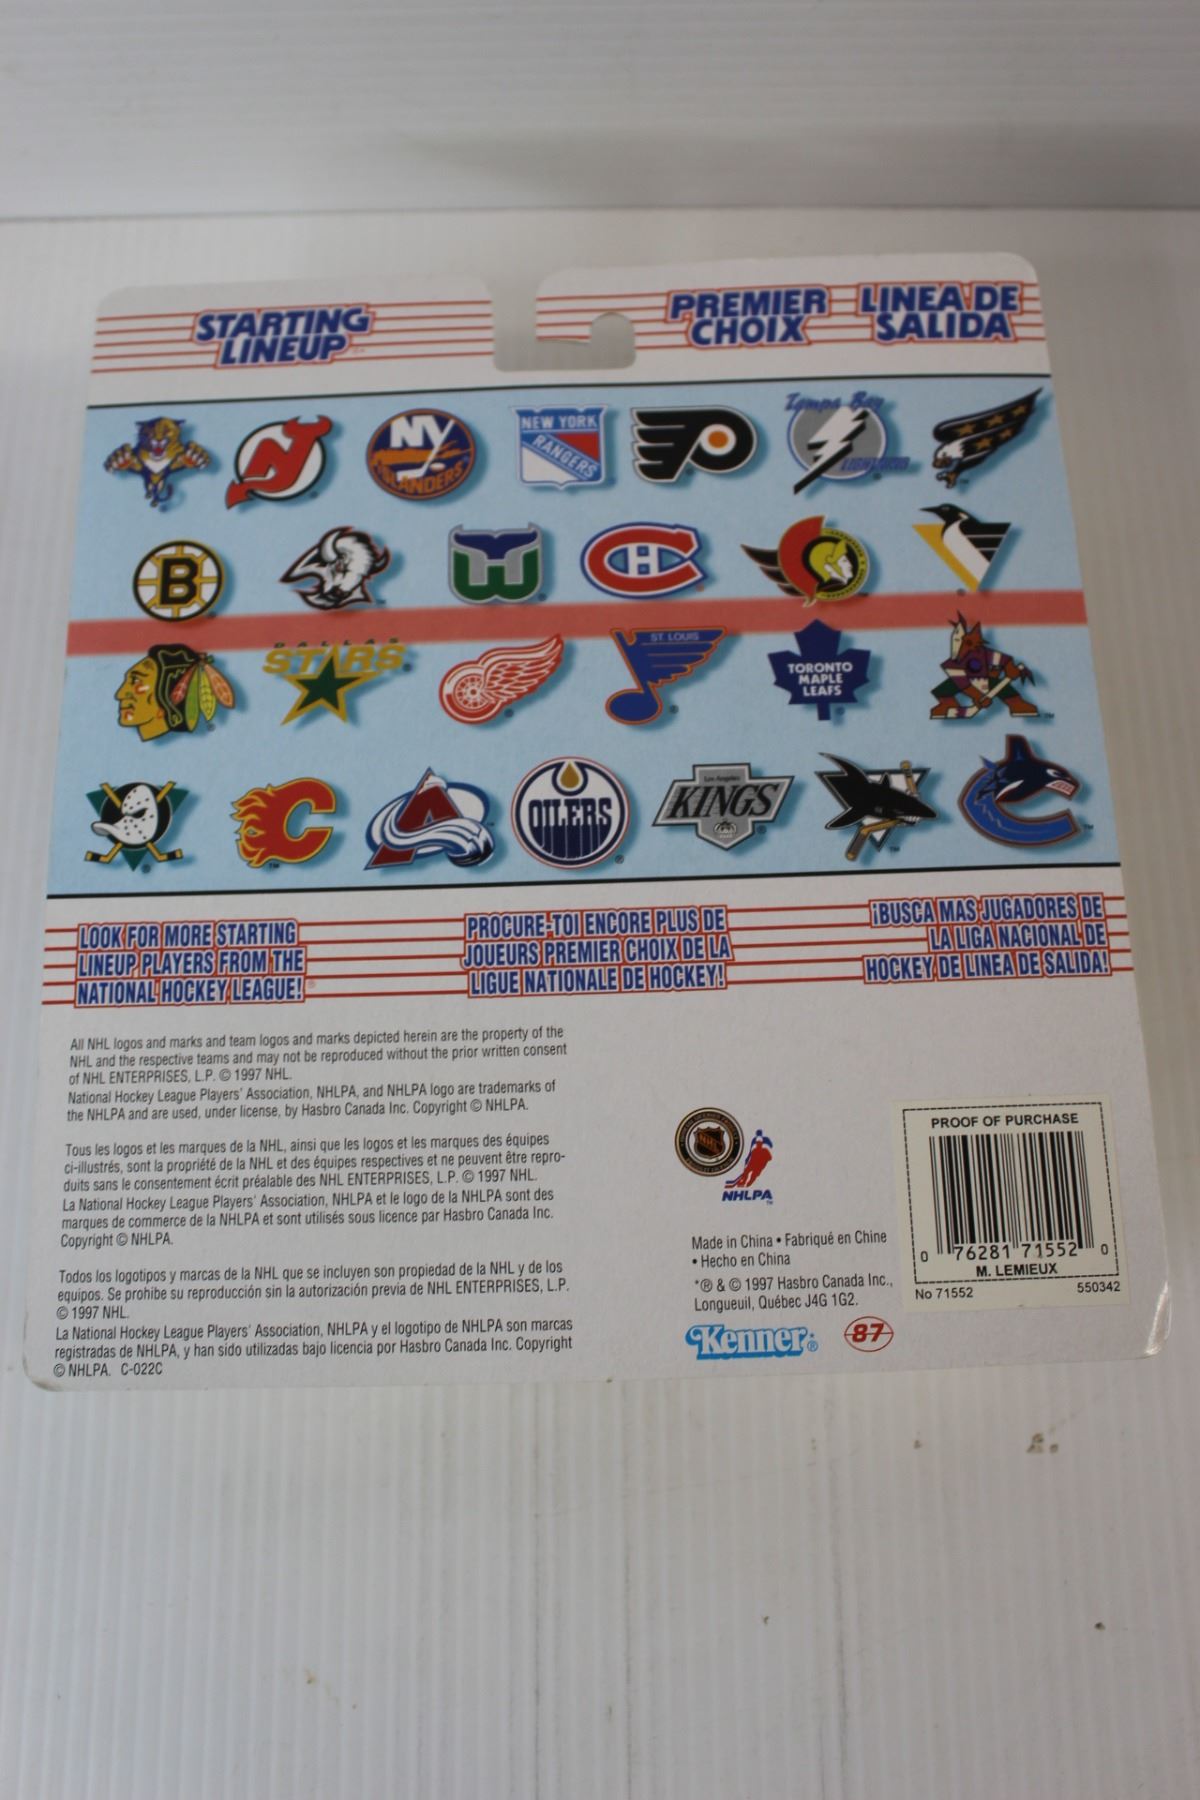 STARTING
LINEUP
PREMIER
CHOIX
LINEA DE
SALIDA
NY
ISLANDERS
NEW YORK
RANGERS
Tampa Bay
LIGHTNING
B
DALLAS
STARS
ST. LOUIS
TORONTO
MAPLE
LEAFS
OILERS
Los Angeles
KINGS
LOOK FOR MORE STARTING
LINEUP PLAYERS FROM THE
NATIONAL HOCKEY LEAGUE!®
PROCURE-TOI ENCORE PLUS DE
JOUEURS PREMIER CHOIX DE LA
LIGUE NATIONALE DE HOCKEY!
¡BUSCA MAS JUGADORES DE
LA LIGA NACIONAL DE
HOCKEY DE LINEA DE SALIDA!
All NHL logos and marks and team logos and marks depicted herein are the property of the
NHL and the respective teams and may not be reproduced without the prior written consent
of NHL ENTERPRISES, L.P. © 1997 NHL.
National Hockey League Players' Association, NHLPA, and NHLPA logo are trademarks of
the NHLPA and are used, under license, by Hasbro Canada Inc. Copyright © NHLPA.
Tous les logos et les marques de la NHL, ainsi que les logos et les marques des équipes
ci-illustrés, sont la propriété de la NHL et des équipes respectives et ne peuvent être repro-
duits sans le consentement écrit préalable des NHL ENTERPRISES, L.P. © 1997 NHL.
La National Hockey League Players' Association, NHLPA et le logo de la NHLPA sont des
marques de commerce de la NHLPA et sont utilisés sous licence par Hasbro Canada Inc.
Copyright © NHLPA.
Todos los logotipos y marcas de la NHL que se incluyen son propiedad de la NHL y de los
equipos. Se prohibe su reproducción sin la autorización previa de NHL ENTERPRISES, L.P.
© 1997 NHL.
La National Hockey League Players' Association, NHLPA y el logotipo de NHLPA son marcas
registradas de NHLPA, y han sido utilizadas bajo licencia por Hasbro Canada Inc. Copyright
© NHLPA. C-022C
NHL
NHLPA
™
Made in China • Fabriqué en Chine
• Hecho en China
*® & © 1997 Hasbro Canada Inc.,
Longueuil, Québec J4G 1G2.
Kenner®
87
PROOF OF PURCHASE
0 76281 71552 0
M. LEMIEUX
No 71552
550342